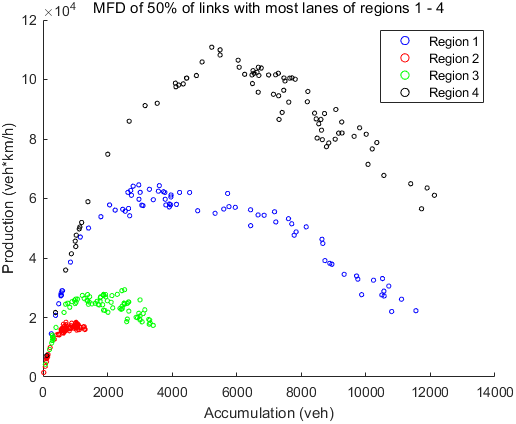 MFD of 50% of links with most lanes of regions 1 - 4
×10⁴
12
10
8
6
4
2
0
Production (veh*km/h)
Region 1
Region 2
Region 3
Region 4
0 2000 4000 6000 8000 10000 12000 14000
Accumulation (veh)